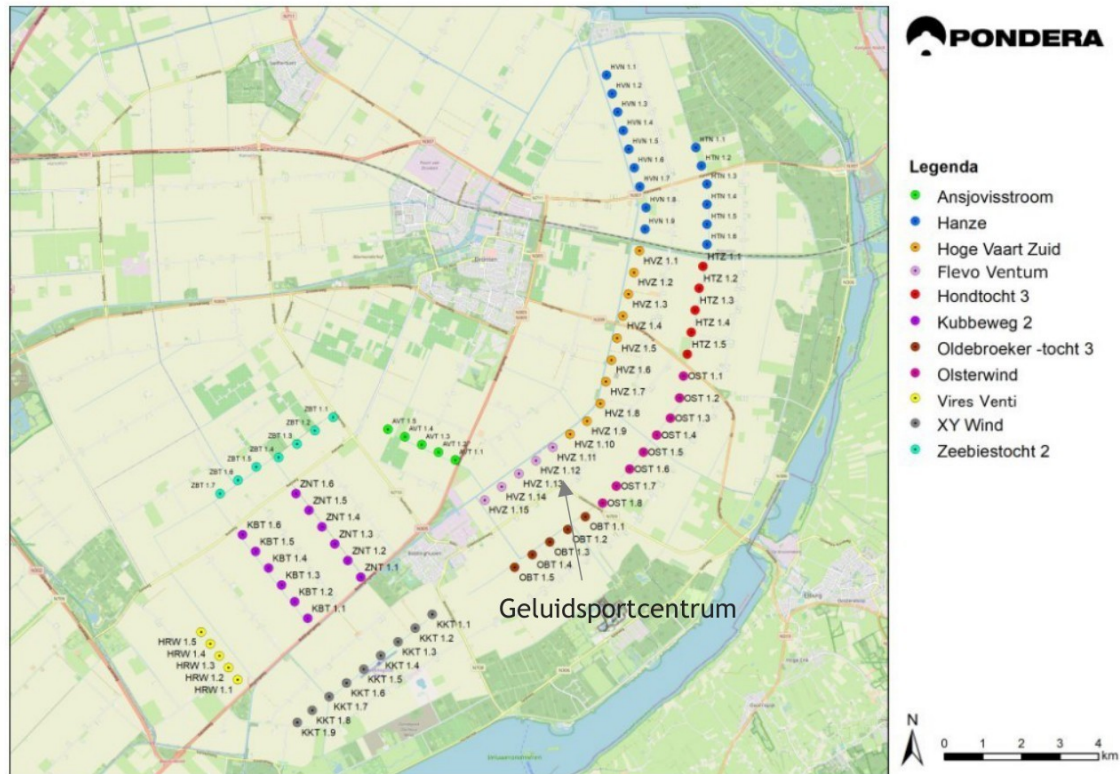 PONDERA
Legenda
Ansjovisstroom
Hanze
Hoge Vaart Zuid
Flevo Ventum
Hondtocht 3
Kubbeweg 2
Oldebroeker -tocht 3
Olsterwind
Vires Venti
XY Wind
Zeebiestocht 2
N
0 1 2 3 4
km
HVN 1.1
HVN 1.2
HVN 1.3
HVN 1.4
HVN 1.5
HVN 1.6
HVN 1.7
HVN 1.8
HVN 1.9
HTN 1.1
HTN 1.2
HTN 1.3
HTN 1.4
HTN 1.5
HTN 1.6
HTZ 1.1
HTZ 1.2
HTZ 1.3
HTZ 1.4
HTZ 1.5
HVZ 1.1
HVZ 1.2
HVZ 1.3
HVZ 1.4
HVZ 1.5
HVZ 1.6
HVZ 1.7
HVZ 1.8
HVZ 1.9
HVZ 1.10
HVZ 1.11
HVZ 1.12
HVZ 1.13
HVZ 1.14
HVZ 1.15
OST 1.1
OST 1.2
OST 1.3
OST 1.4
OST 1.5
OST 1.6
OST 1.7
OST 1.8
OBT 1.1
OBT 1.2
OBT 1.3
OBT 1.4
OBT 1.5
AVT 1.5
AVT 1.4
AVT 1.3
AVT 1.2
AVT 1.1
ZBT 1.1
ZBT 1.2
ZBT 1.3
ZBT 1.4
ZBT 1.5
ZBT 1.6
ZBT 1.7
ZNT 1.6
ZNT 1.5
ZNT 1.4
ZNT 1.3
ZNT 1.2
ZNT 1.1
KBT 1.6
KBT 1.5
KBT 1.4
KBT 1.3
KBT 1.2
KBT 1.1
HRW 1.5
HRW 1.4
HRW 1.3
HRW 1.2
HRW 1.1
KKT 1.1
KKT 1.2
KKT 1.3
KKT 1.4
KKT 1.5
KKT 1.6
KKT 1.7
KKT 1.8
KKT 1.9
Geluidsportcentrum
Dronten
Biddinghuizen
Elburg